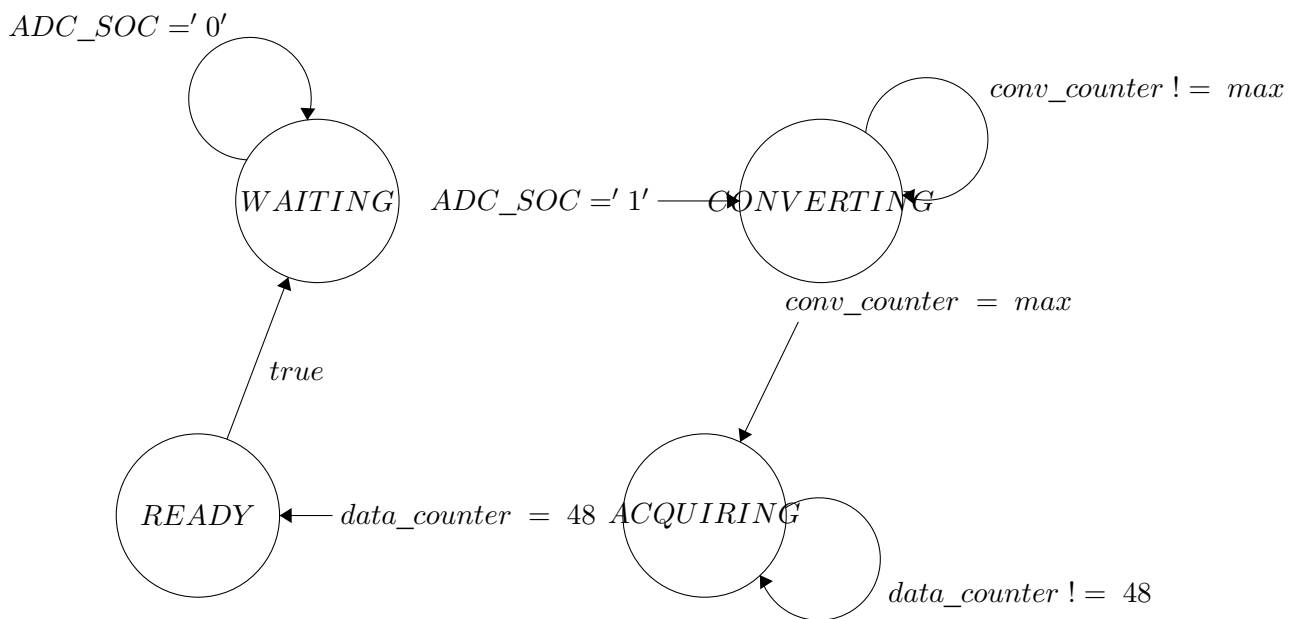 ADC_SOC =' 0'
conv_counter ! = max
WAITING
ADC_SOC =' 1'
CONVERTING
conv_counter = max
true
READY
data_counter = 48
ACQUIRING
data_counter ! = 48